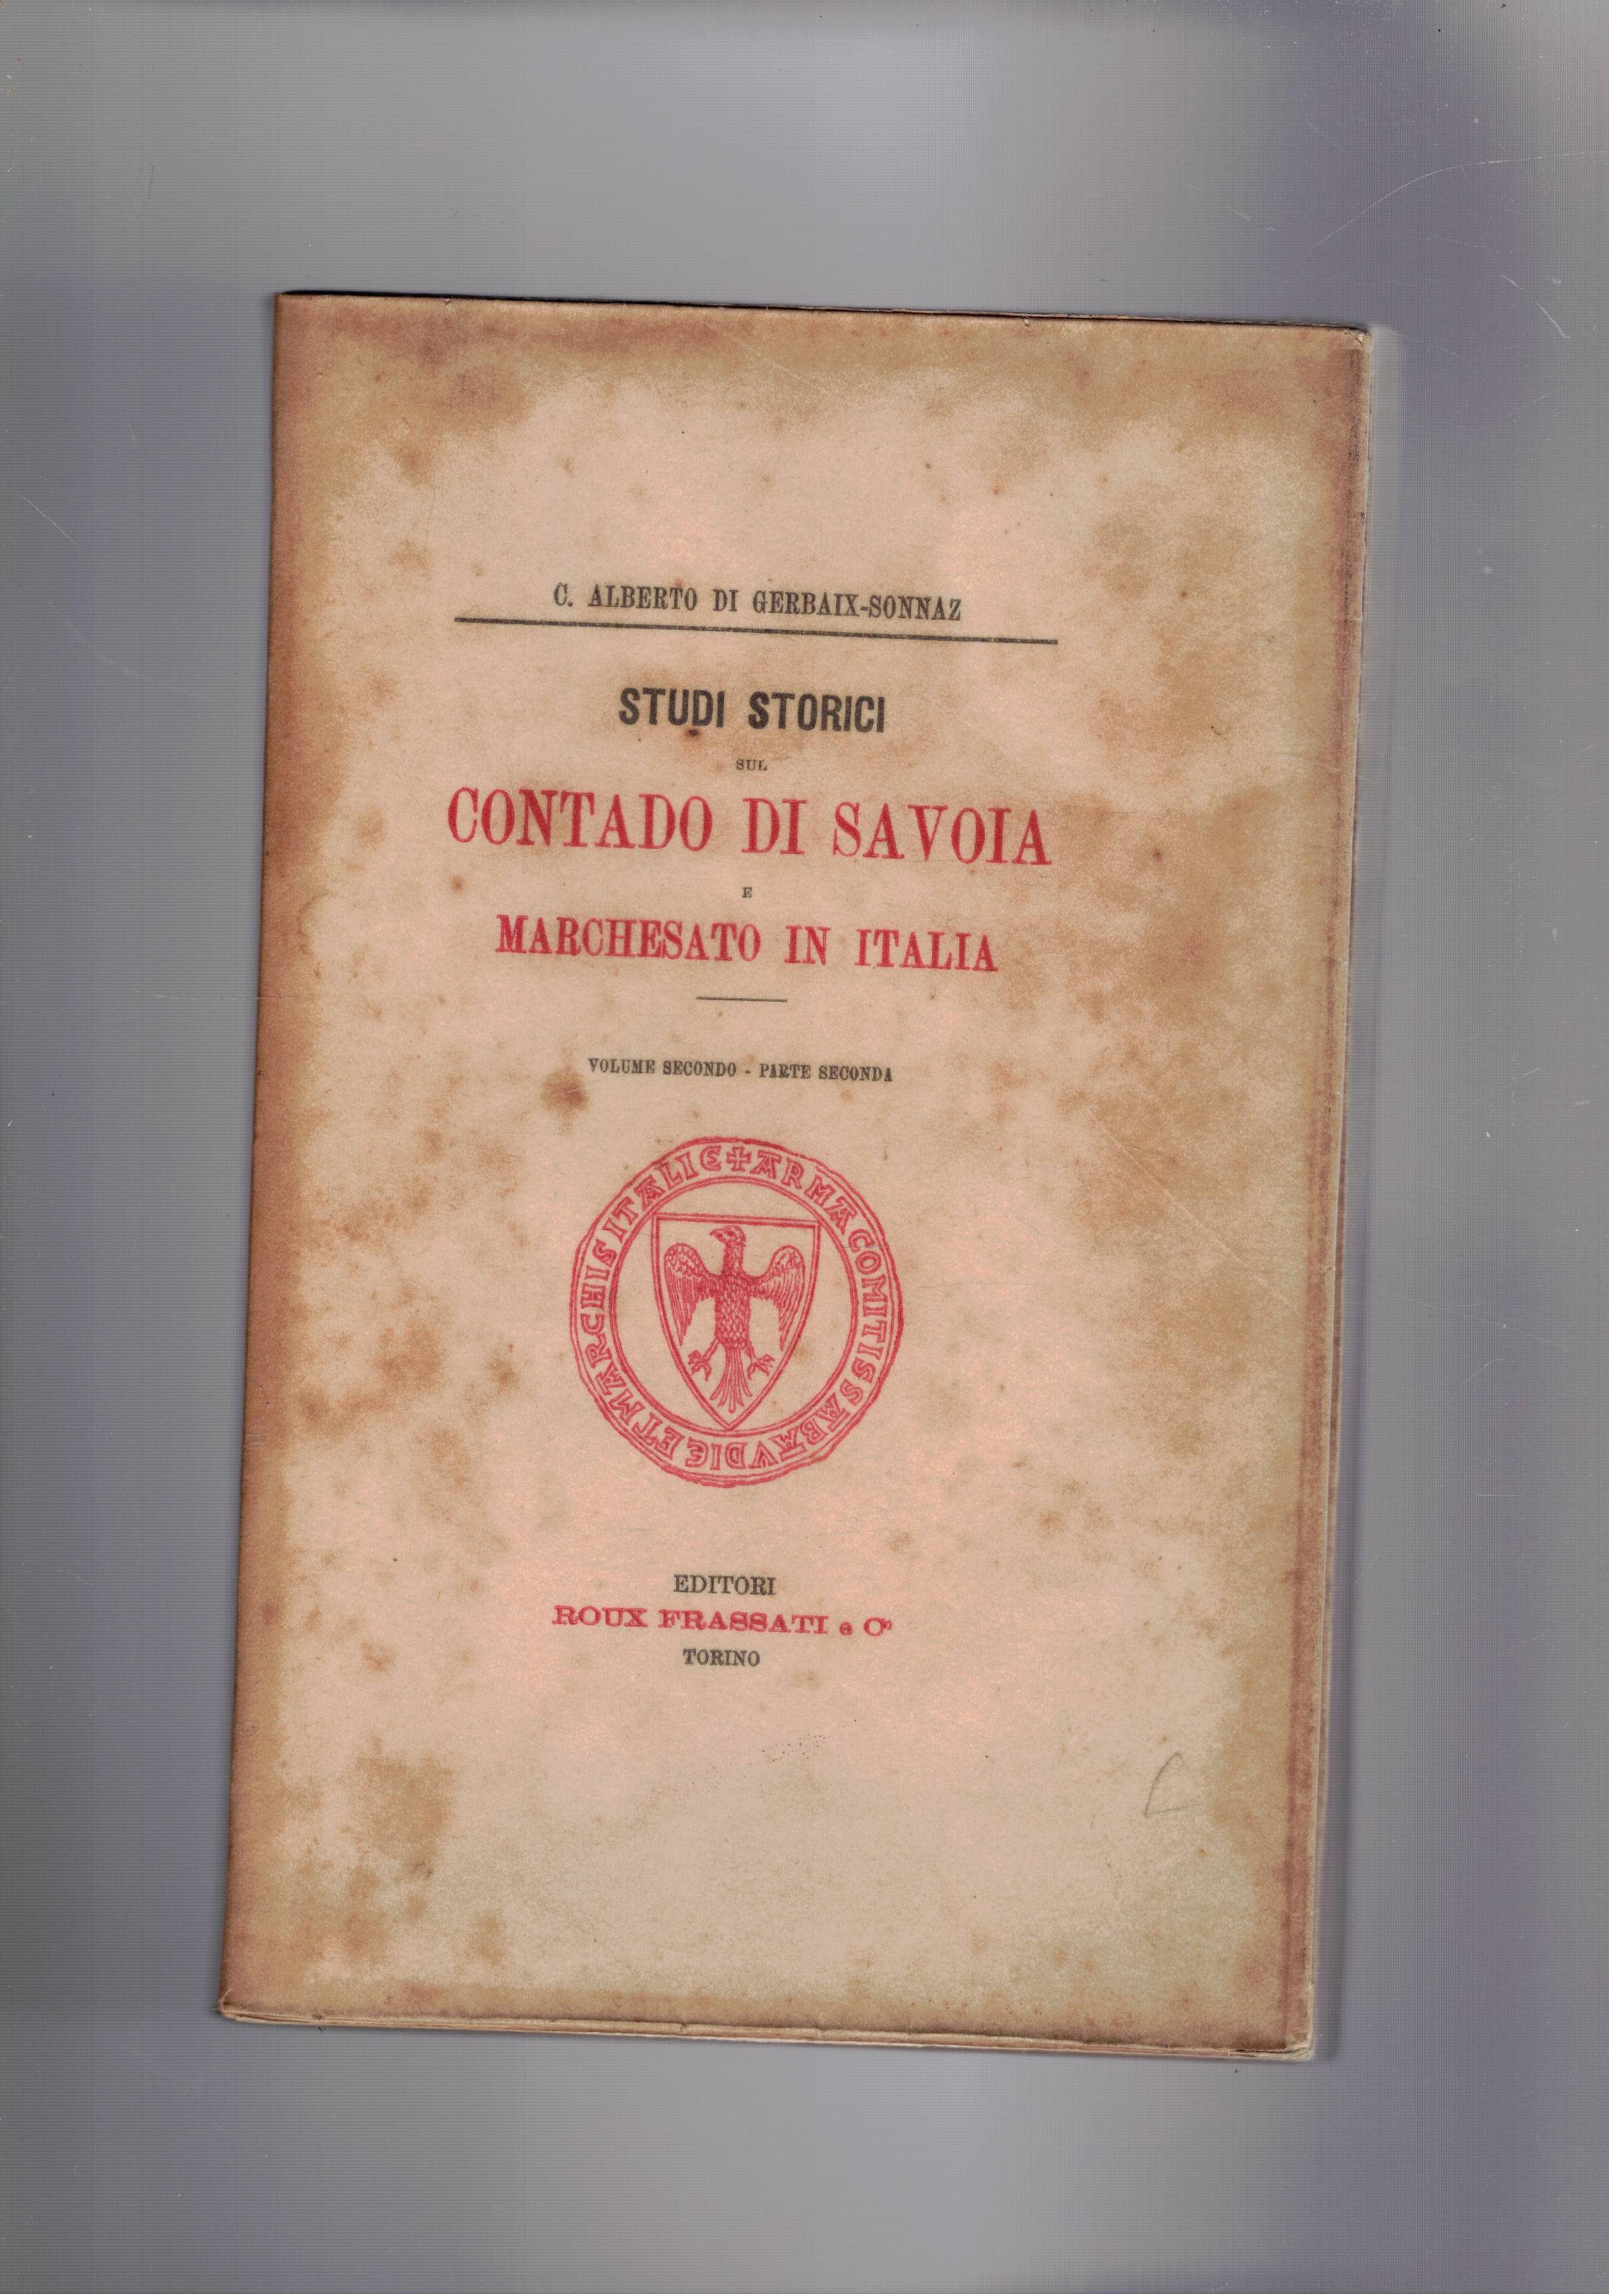 C. ALBERTO DI GERBAIX-SONNAZ
STUDI STORICI
SUL
CONTADO DI SAVOIA
E
MARCHESATO IN ITALIA
VOLUME SECONDO - PARTE SECONDA
✠ ARMA COMITIS SABAVDIE ET MARCHIS ITALIE
EDITORI
ROUX FRASSATI e Cº
TORINO